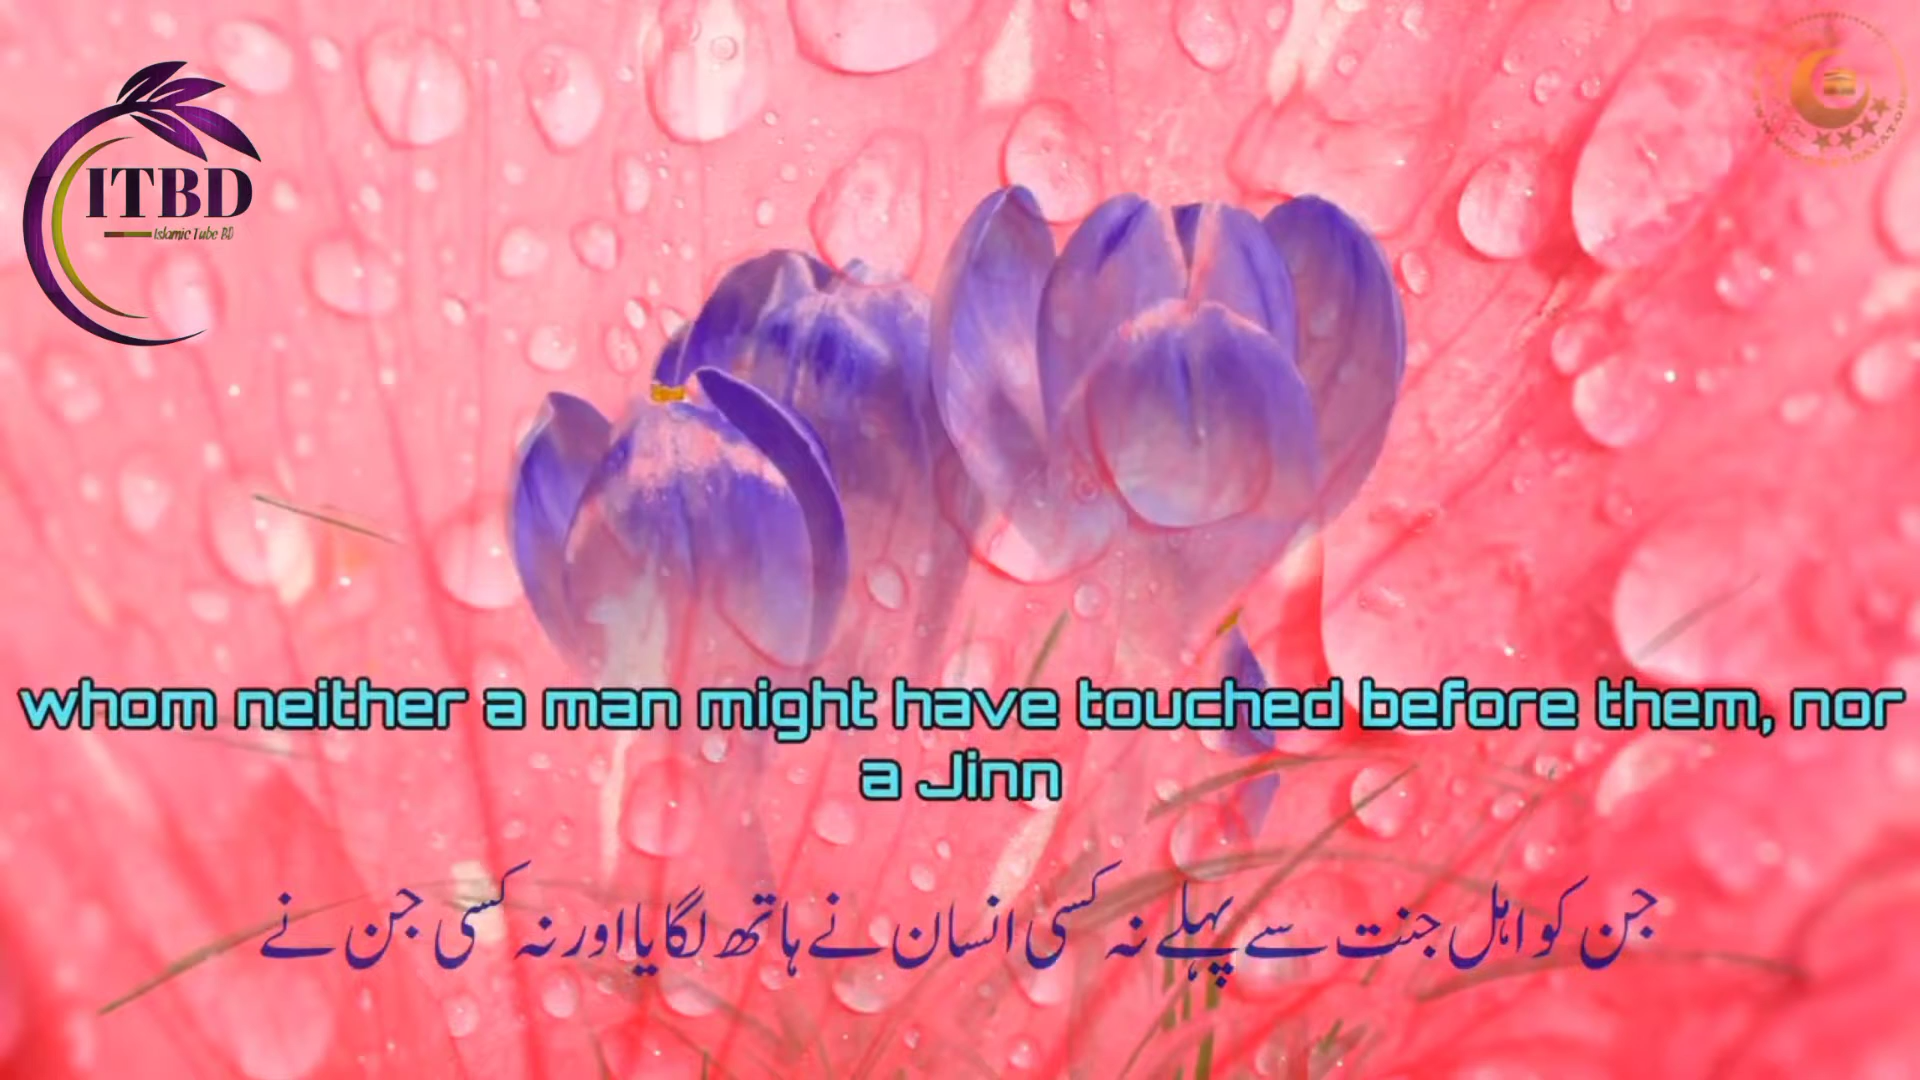 ITBD
Islamic Tube BD
whom neither a man might have touched before them, nor
a Jinn
جن کو اہل جنت سے پہلے نہ کسی انسان نے ہاتھ لگایا اور نہ کسی جن نے